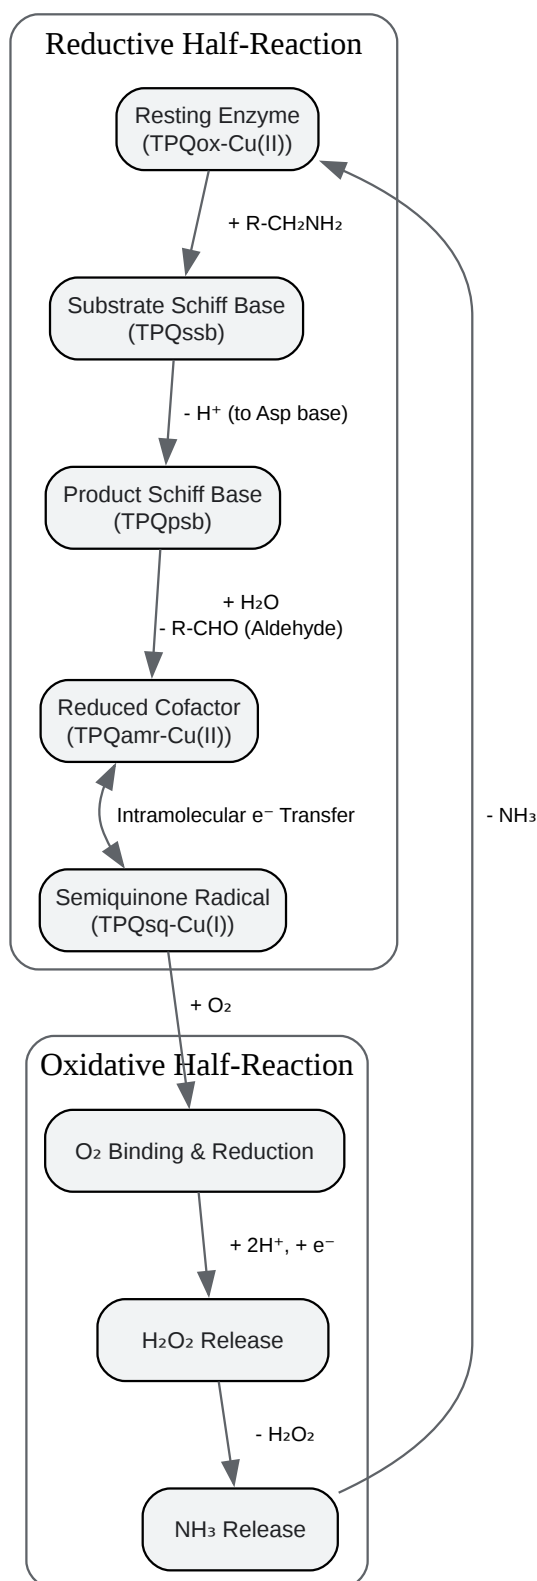 Reductive Half-Reaction
Resting Enzyme
(TPQox-Cu(II))
+ R-CH₂NH₂
Substrate Schiff Base
(TPQssb)
- H⁺ (to Asp base)
Product Schiff Base
(TPQpsb)
+ H₂O
- R-CHO (Aldehyde)
Reduced Cofactor
(TPQamr-Cu(II))
Intramolecular e⁻ Transfer
- NH₃
Semiquinone Radical
(TPQsq-Cu(I))
+ O₂
Oxidative Half-Reaction
O₂ Binding & Reduction
+ 2H⁺, + e⁻
H₂O₂ Release
- H₂O₂
NH₃ Release